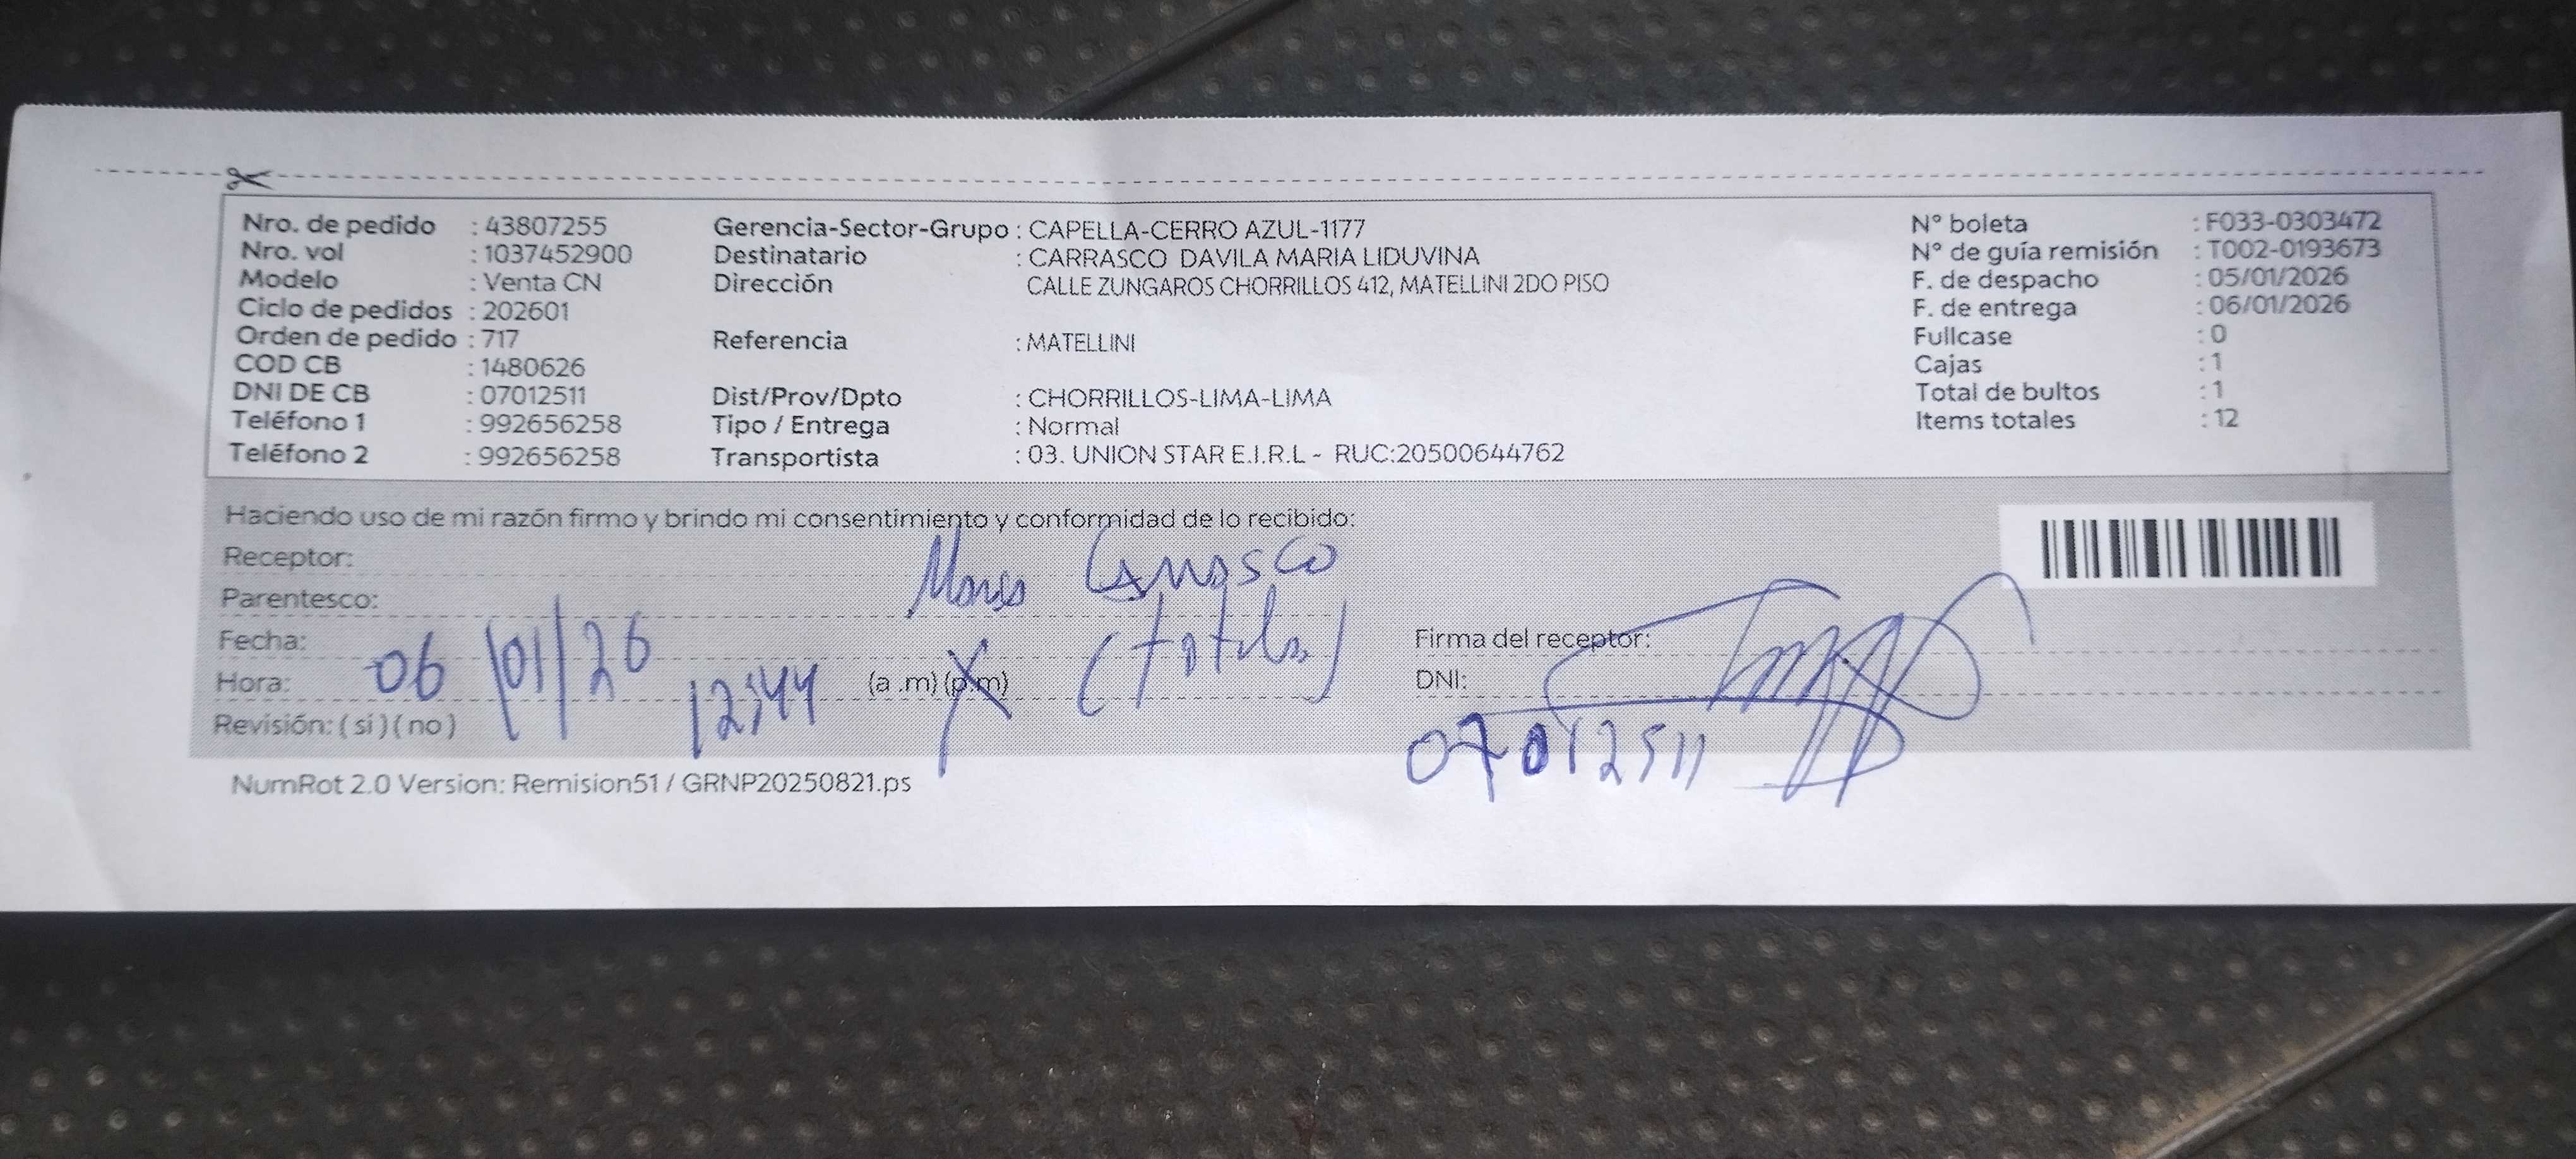 Nro. de pedido : 43807255
Nro. vol : 1037452900
Modelo : Venta CN
Ciclo de pedidos : 202601
Orden de pedido : 717
COD CB : 1480626
DNI DE CB : 07012511
Teléfono 1 : 992656258
Teléfono 2 : 992656258
Gerencia-Sector-Grupo : CAPELLA-CERRO AZUL-1177
Destinatario : CARRASCO DAVILA MARIA LIDUVINA
Dirección CALLE ZUNGAROS CHORRILLOS 412, MATELLINI 2DO PISO
Referencia : MATELLINI
Dist/Prov/Dpto : CHORRILLOS-LIMA-LIMA
Tipo / Entrega : Normal
Transportista : 03. UNION STAR E.I.R.L - RUC:20500644762
N° boleta : F033-0303472
N° de guía remisión : T002-0193673
F. de despacho : 05/01/2026
F. de entrega : 06/01/2026
Fullcase : 0
Cajas : 1
Total de bultos : 1
Items totales : 12
Haciendo uso de mi razón firmo y brindo mi consentimiento y conformidad de lo recibido:
Receptor: Carrasco
Parentesco:
Fecha: 06/01/26
Hora: 12:44 (a .m) (p.m)
Revisión: ( si ) ( no )
Firma del receptor:
DNI: 07012511
NumRot 2.0 Version: Remision51 / GRNP20250821.ps